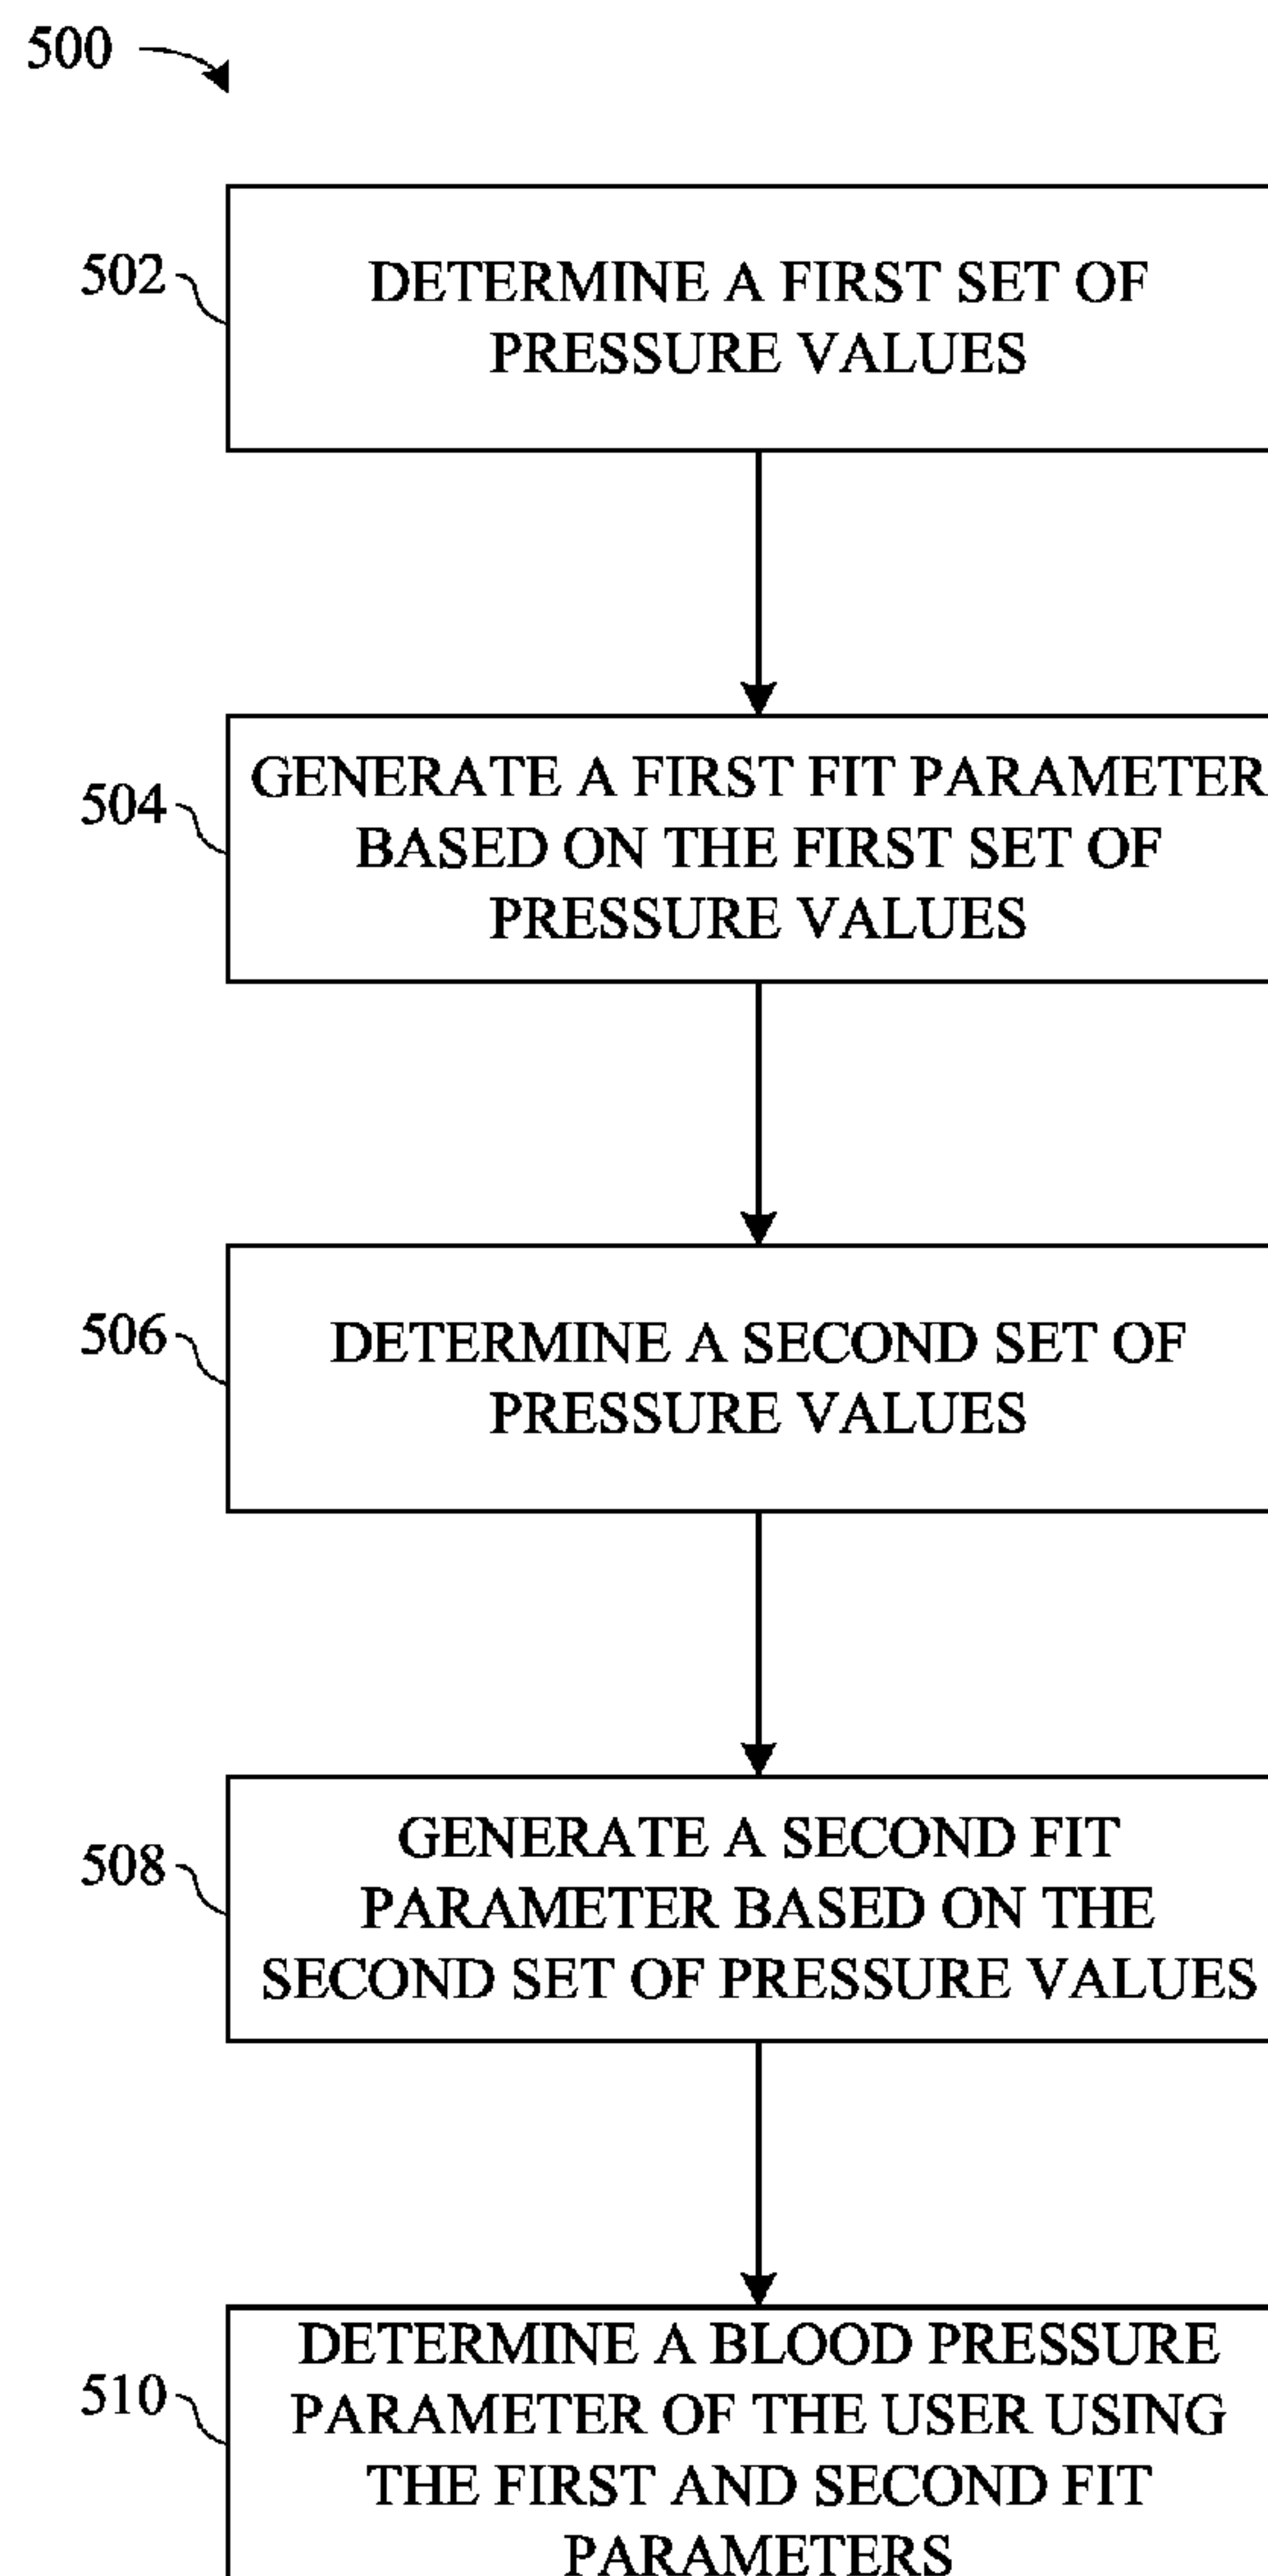 500
502
DETERMINE A FIRST SET OF
PRESSURE VALUES
504
GENERATE A FIRST FIT PARAMETER
BASED ON THE FIRST SET OF
PRESSURE VALUES
506
DETERMINE A SECOND SET OF
PRESSURE VALUES
508
GENERATE A SECOND FIT
PARAMETER BASED ON THE
SECOND SET OF PRESSURE VALUES
510
DETERMINE A BLOOD PRESSURE
PARAMETER OF THE USER USING
THE FIRST AND SECOND FIT
PARAMETERS